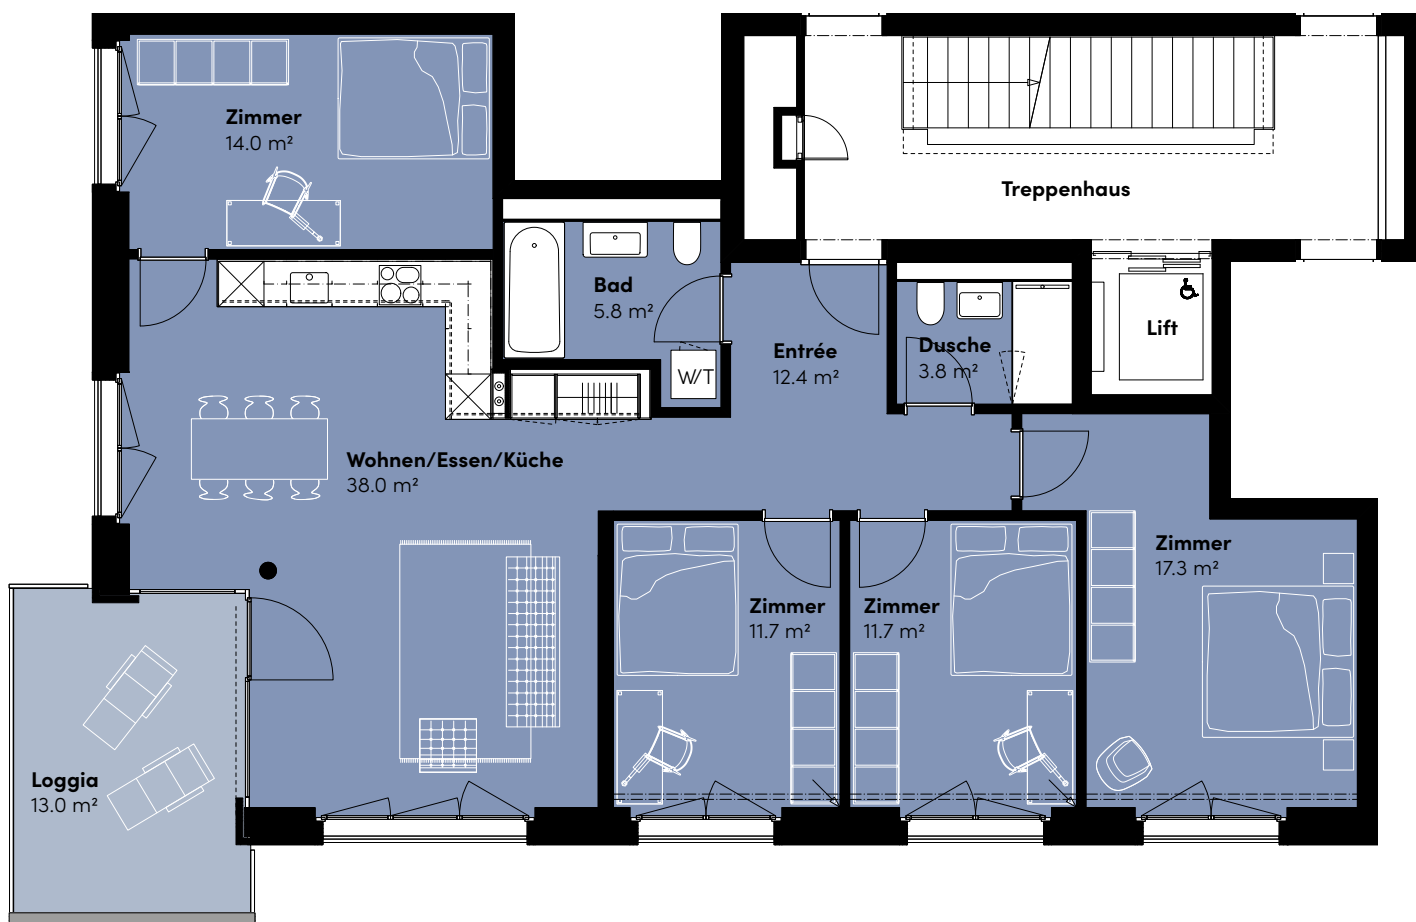 Zimmer
14.0 m²
Treppenhaus
Bad
5.8 m²
Lift
Entrée
12.4 m²
Dusche
3.8 m²
W/T
Wohnen/Essen/Küche
38.0 m²
Zimmer
17.3 m²
Zimmer
11.7 m²
Zimmer
11.7 m²
Loggia
13.0 m²